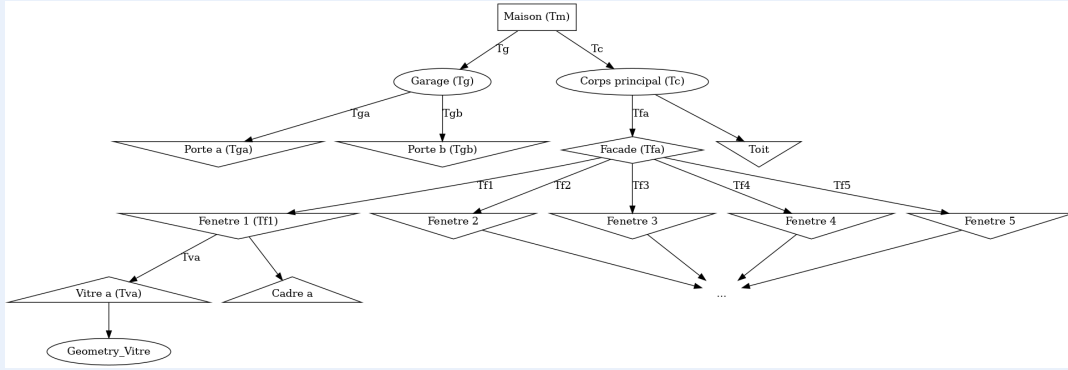 Maison (Tm)
Tg
Tc
Garage (Tg)
Corps principal (Tc)
Tga
Tgb
Tfa
Porte a (Tga)
Porte b (Tgb)
Facade (Tfa)
Toit
Tf1
Tf2
Tf3
Tf4
Tf5
Fenetre 1 (Tf1)
Fenetre 2
Fenetre 3
Fenetre 4
Fenetre 5
Tva
Vitre a (Tva)
Cadre a
...
Geometry_Vitre